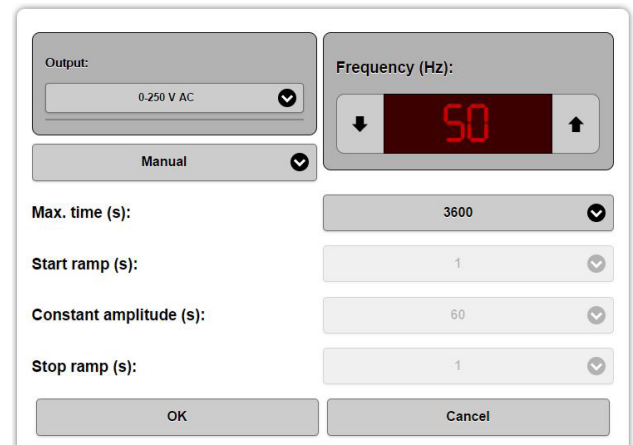 Output:
0-250 V AC
Frequency (Hz):
50
Manual
Max. time (s):
3600
Start ramp (s):
1
Constant amplitude (s):
60
Stop ramp (s):
1
OK
Cancel